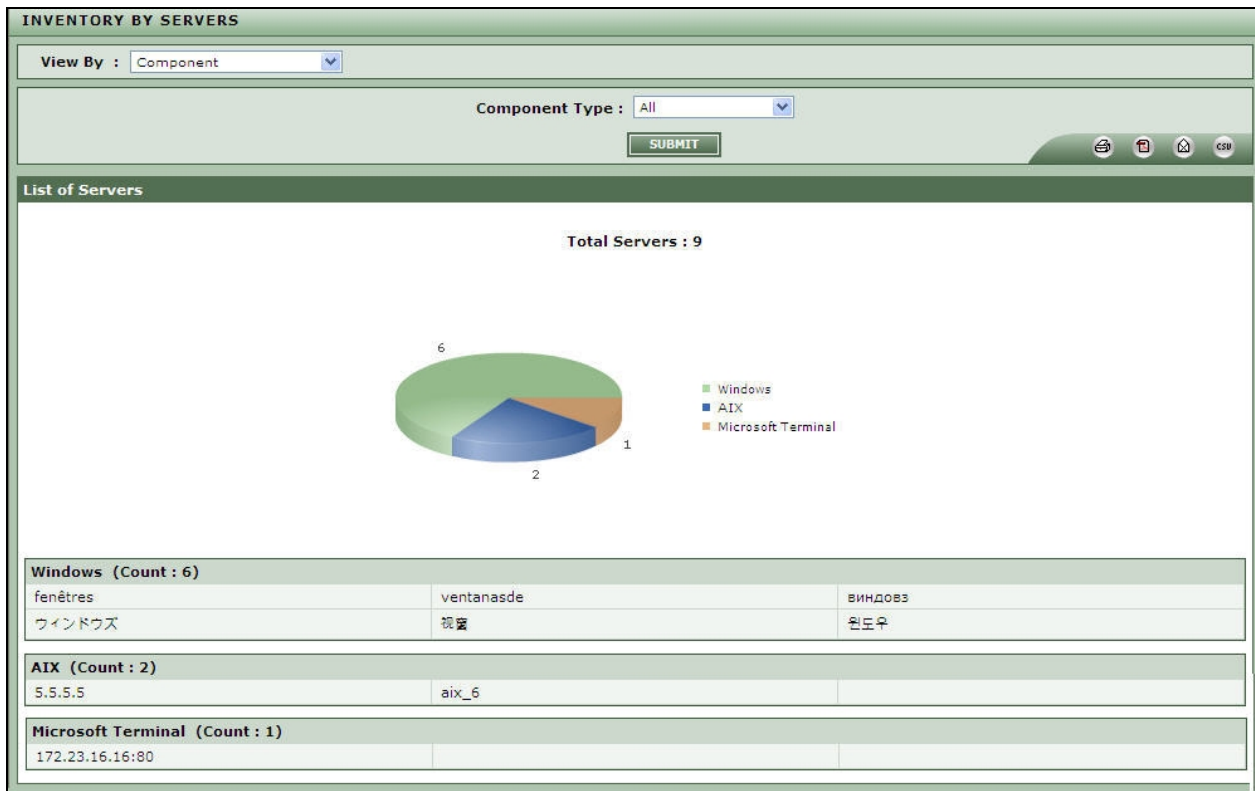 INVENTORY BY SERVERS
View By : Component
Component Type : All
SUBMIT
CSV
List of Servers
Total Servers : 9
6
1
2
Windows
AIX
Microsoft Terminal
Windows (Count : 6)
fenêtres ventanasde виндовз
ウインドウズ 视窗 윈도우
AIX (Count : 2)
5.5.5.5 aix_6
Microsoft Terminal (Count : 1)
172.23.16.16:80